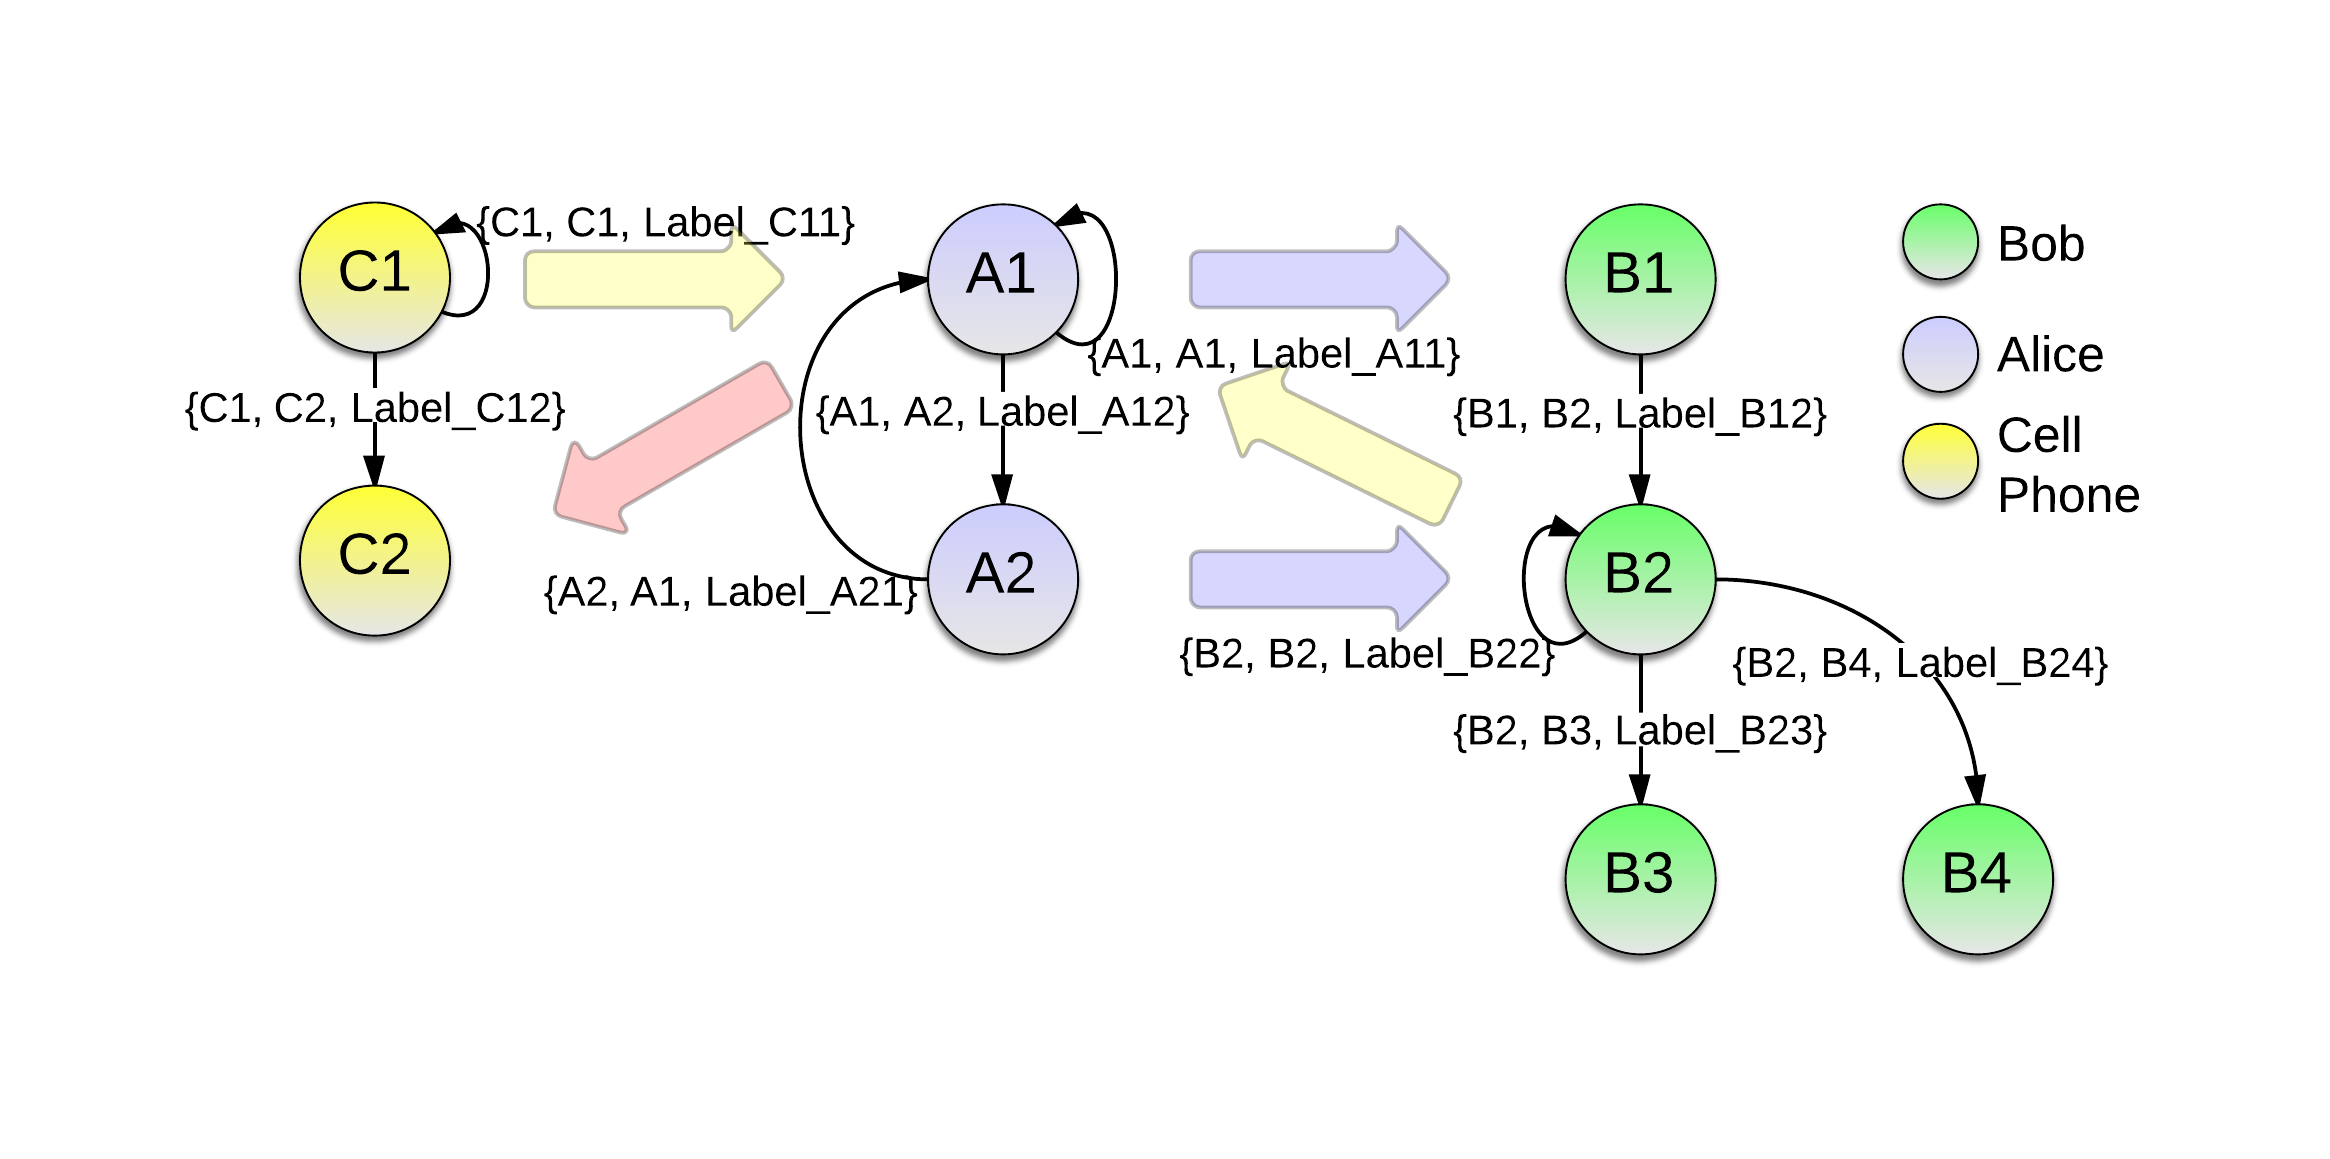 {C1, C1, Label_C11}
C1
A1
B1
Bob
Alice
{A1, A1, Label_A11}
{C1, C2, Label_C12}
{A1, A2, Label_A12}
{B1, B2, Label_B12}
Cell
Phone
C2
A2
B2
{A2, A1, Label_A21}
{B2, B2, Label_B22}
{B2, B4, Label_B24}
{B2, B3, Label_B23}
B3
B4